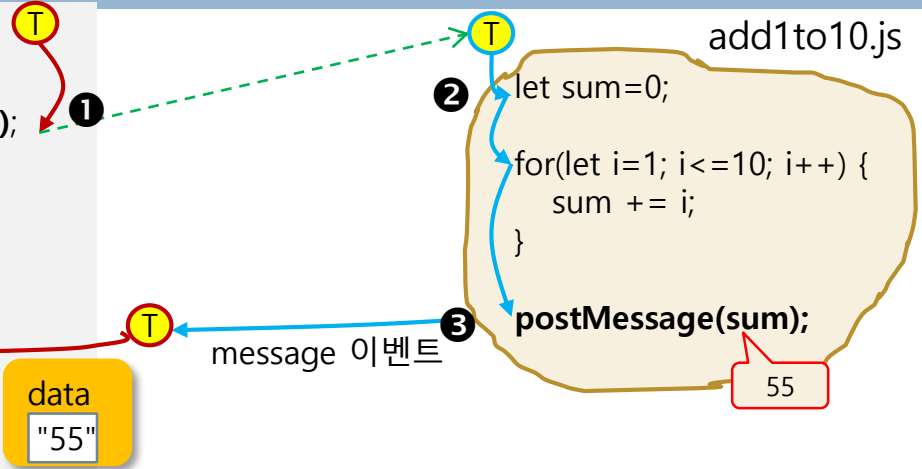 T
T
add1to10.js
❶
❷
let sum=0;
);
for(let i=1; i<=10; i++) {
sum += i;
}
T
❸
postMessage(sum);
message 이벤트
55
data
"55"